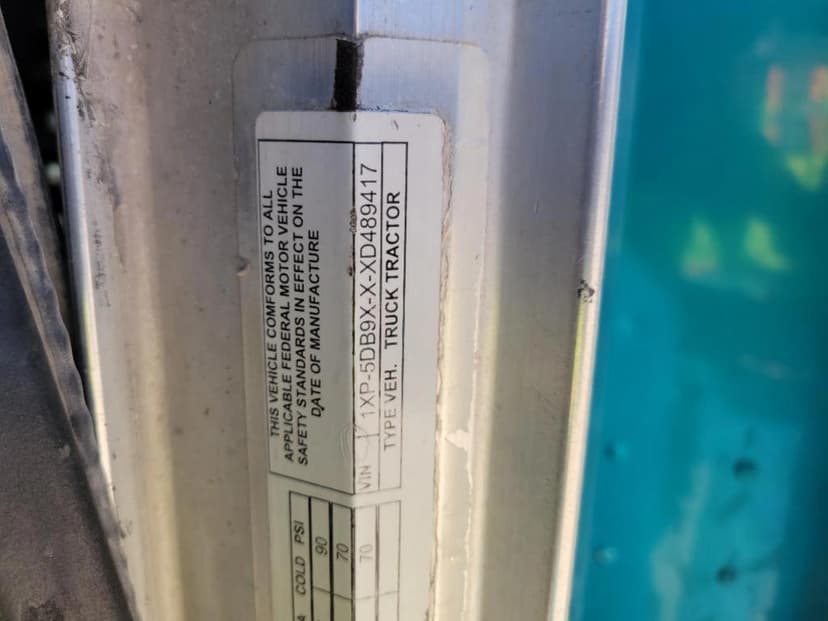 THIS VEHICLE COMFORMS TO ALL
APPLICABLE FEDERAL MOTOR VEHICLE
SAFETY STANDARDS IN EFFECT ON THE
DATE OF MANUFACTURE
VIN 1XP-5DB9X-X-XD489417
TYPE VEH. TRUCK TRACTOR
COLD PSI
90
70
70